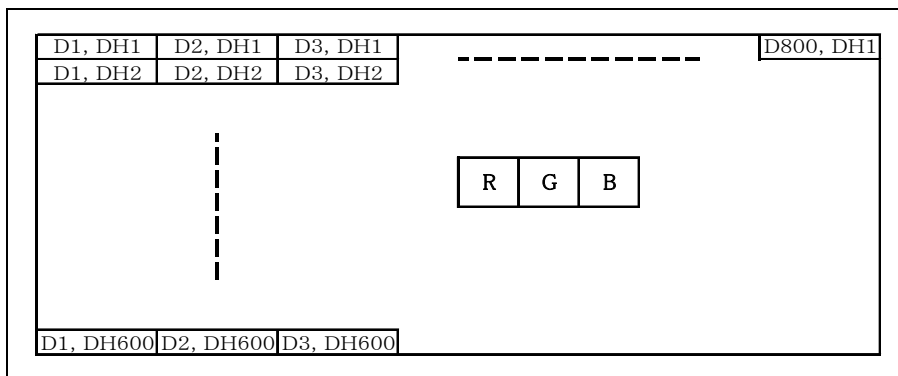 D1, DH1 D2, DH1 D3, DH1 D800, DH1
D1, DH2 D2, DH2 D3, DH2
R G B
D1, DH600 D2, DH600 D3, DH600